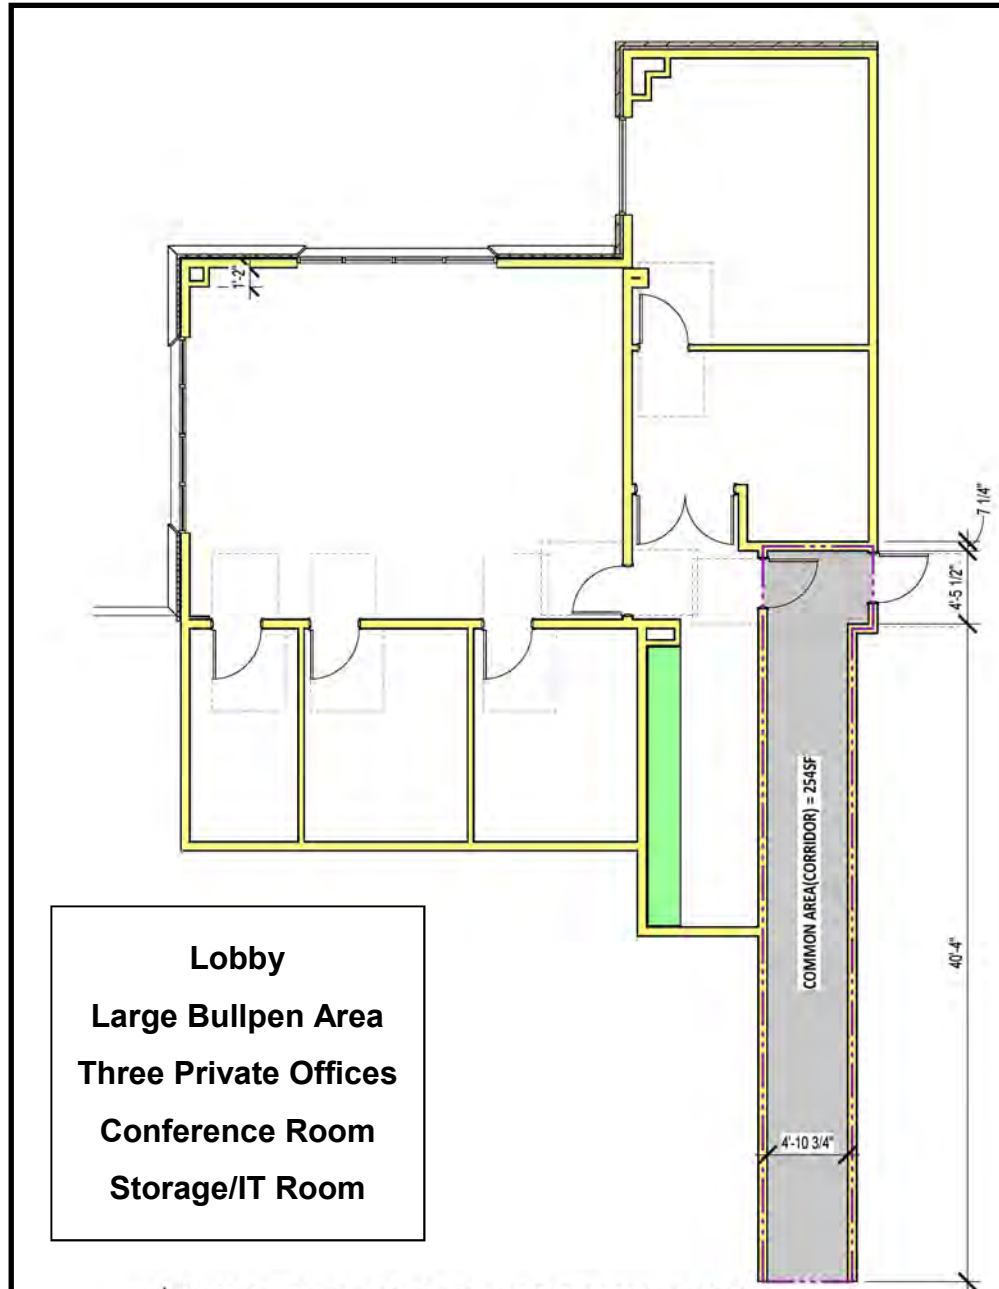 1'-2"
7 1/4"
4'-5 1/2"
COMMON AREA(CORRIDOR) = 254SF
40'-4"
4'-10 3/4"
Lobby
Large Bullpen Area
Three Private Offices
Conference Room
Storage/IT Room